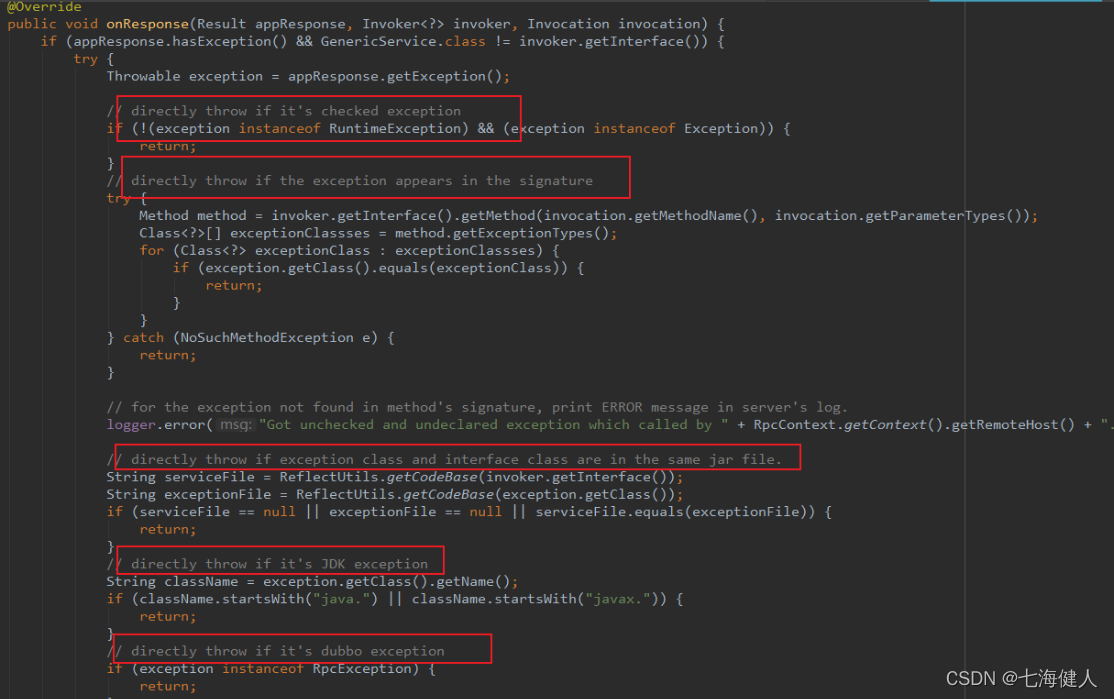 @Override
public void onResponse(Result appResponse, Invoker<?> invoker, Invocation invocation) {
if (appResponse.hasException() && GenericService.class != invoker.getInterface()) {
try {
Throwable exception = appResponse.getException();
// directly throw if it's checked exception
if (!(exception instanceof RuntimeException) && (exception instanceof Exception)) {
return;
}
// directly throw if the exception appears in the signature
try {
Method method = invoker.getInterface().getMethod(invocation.getMethodName(), invocation.getParameterTypes());
Class<?>[] exceptionClassses = method.getExceptionTypes();
for (Class<?> exceptionClass : exceptionClassses) {
if (exception.getClass().equals(exceptionClass)) {
return;
}
}
} catch (NoSuchMethodException e) {
return;
}
// for the exception not found in method's signature, print ERROR message in server's log.
logger.error( msg: "Got unchecked and undeclared exception which called by " + RpcContext.getContext().getRemoteHost() + ".
// directly throw if exception class and interface class are in the same jar file.
String serviceFile = ReflectUtils.getCodeBase(invoker.getInterface());
String exceptionFile = ReflectUtils.getCodeBase(exception.getClass());
if (serviceFile == null || exceptionFile == null || serviceFile.equals(exceptionFile)) {
return;
}
// directly throw if it's JDK exception
String className = exception.getClass().getName();
if (className.startsWith("java.") || className.startsWith("javax.")) {
return;
}
// directly throw if it's dubbo exception
if (exception instanceof RpcException) {
return;
CSDN @七海健人